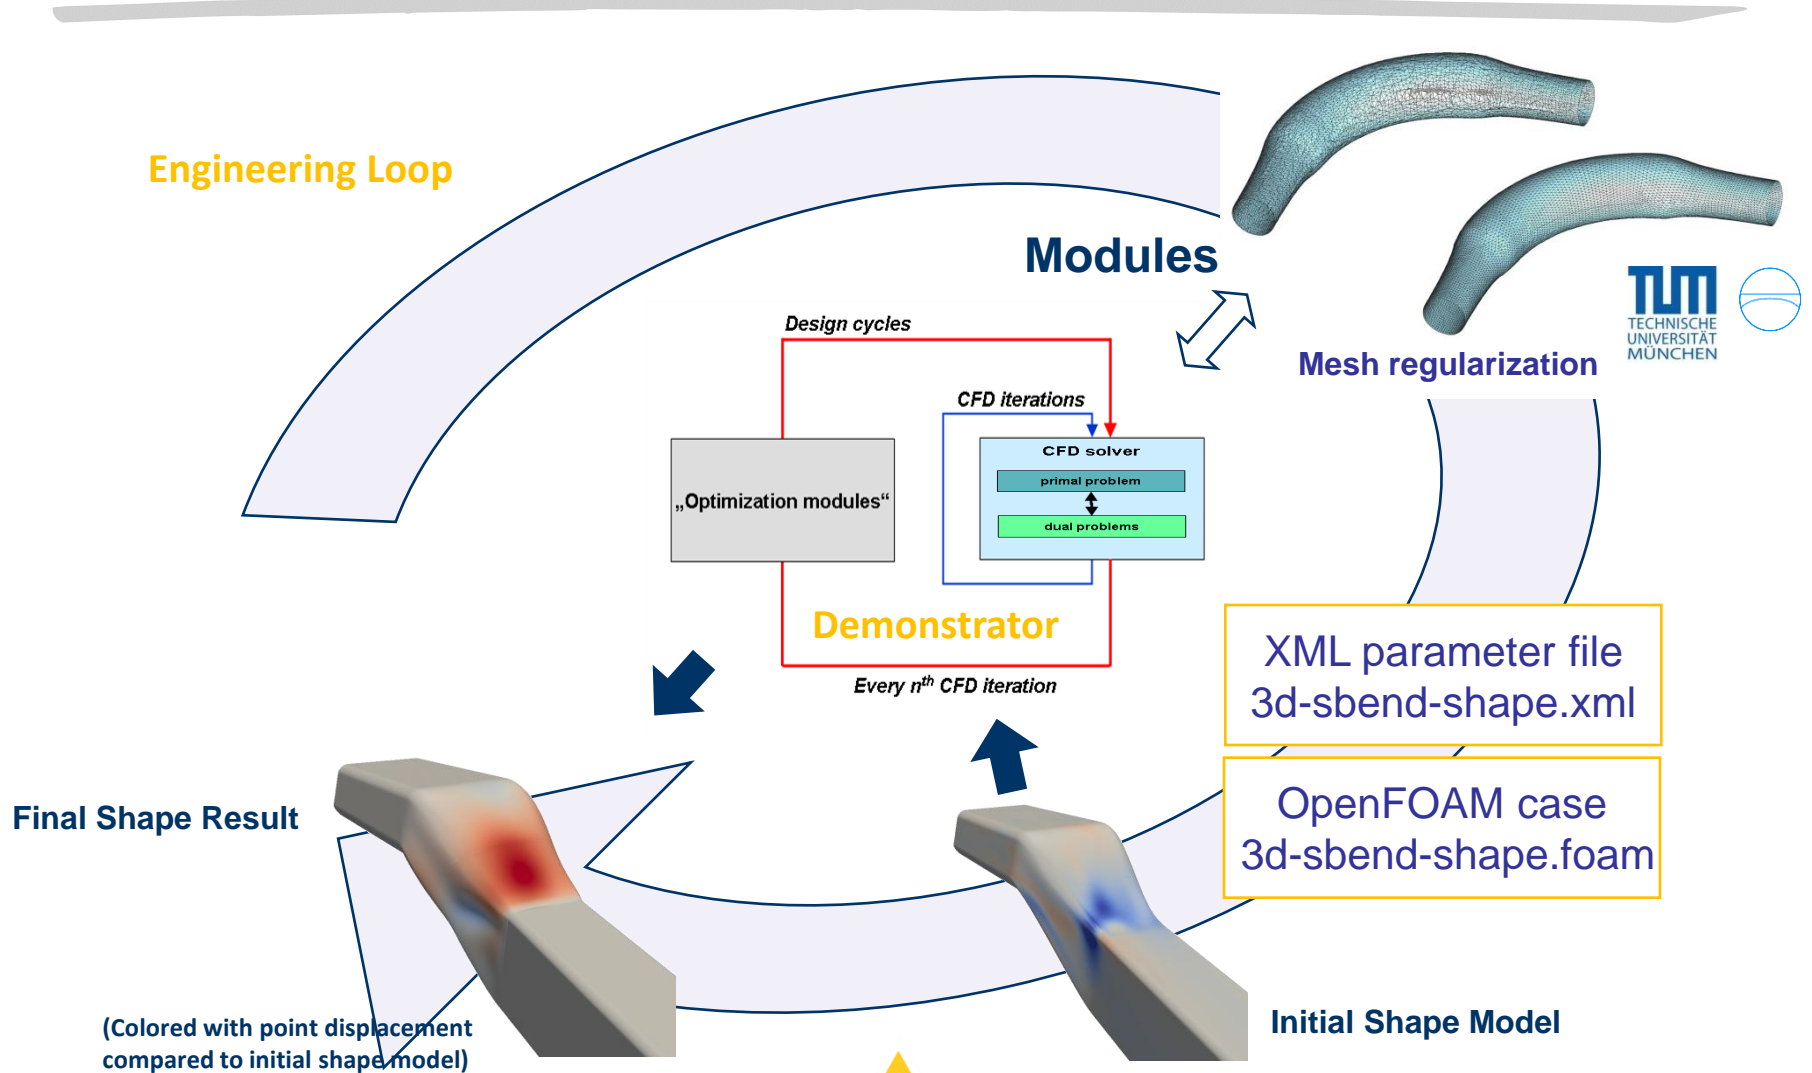 Engineering Loop
Modules
TUM
TECHNISCHE
UNIVERSITÄT
MÜNCHEN
Mesh regularization
Design cycles
CFD iterations
„Optimization modules“
CFD solver
primal problem
dual problems
Demonstrator
Every nth CFD iteration
XML parameter file
3d-sbend-shape.xml
OpenFOAM case
3d-sbend-shape.foam
Final Shape Result
Initial Shape Model
(Colored with point displacement
compared to initial shape model)